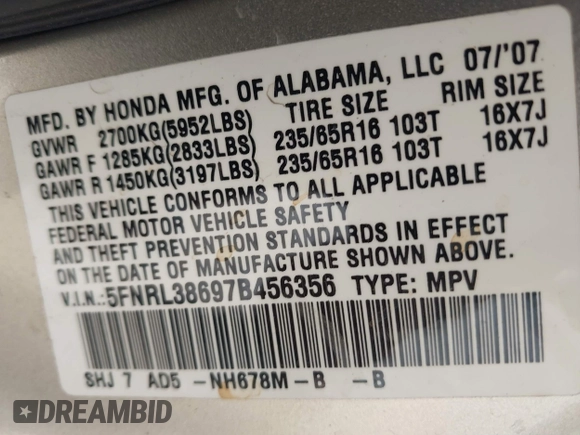 MFD. BY HONDA MFG. OF ALABAMA, LLC 07/'07
GVWR 2700KG(5952LBS) TIRE SIZE RIM SIZE
GAWR F 1285KG(2833LBS) 235/65R16 103T 16X7J
GAWR R 1450KG(3197LBS) 235/65R16 103T 16X7J
THIS VEHICLE CONFORMS TO ALL APPLICABLE
FEDERAL MOTOR VEHICLE SAFETY
AND THEFT PREVENTION STANDARDS IN EFFECT
ON THE DATE OF MANUFACTURE SHOWN ABOVE.
V.I.N.: 5FNRL38697B456356 TYPE: MPV
SHJ 7 AD5 -NH678M -B -B
DREAMBID